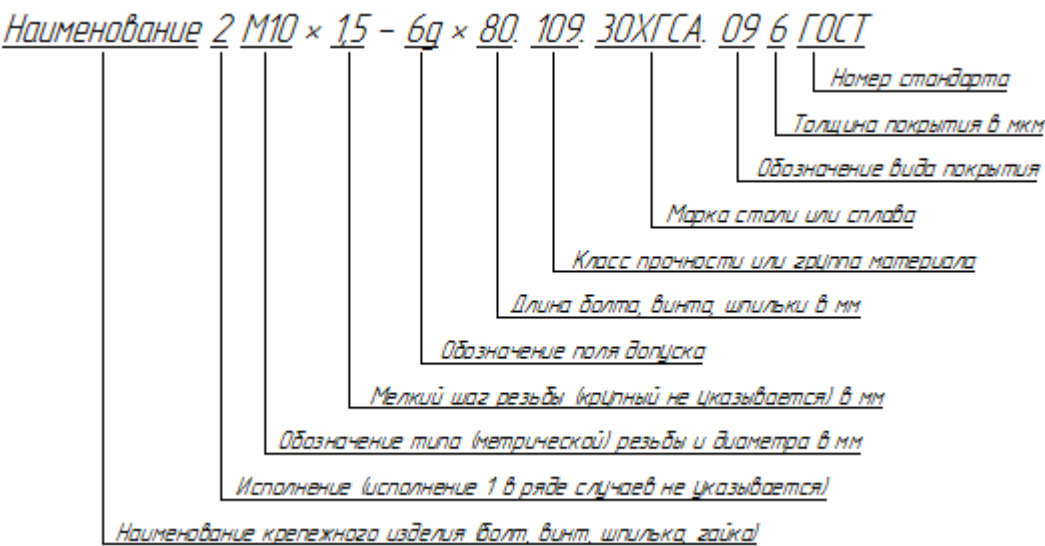 Наименование 2 М10 × 1,5 – 6g × 80. 109. 30ХГСА. 09 6 ГОСТ
Номер стандарта
Толщина покрытия в мкм
Обозначение вида покрытия
Марка стали или сплава
Класс прочности или группа материала
Длина болта, винта, шпильки в мм
Обозначение поля допуска
Мелкий шаг резьбы (крупный не указывается) в мм
Обозначение типа (метрической) резьбы и диаметра в мм
Исполнение (исполнение 1 в ряде случаев не указывается)
Наименование крепежного изделия (болт, винт, шпилька, гайка)